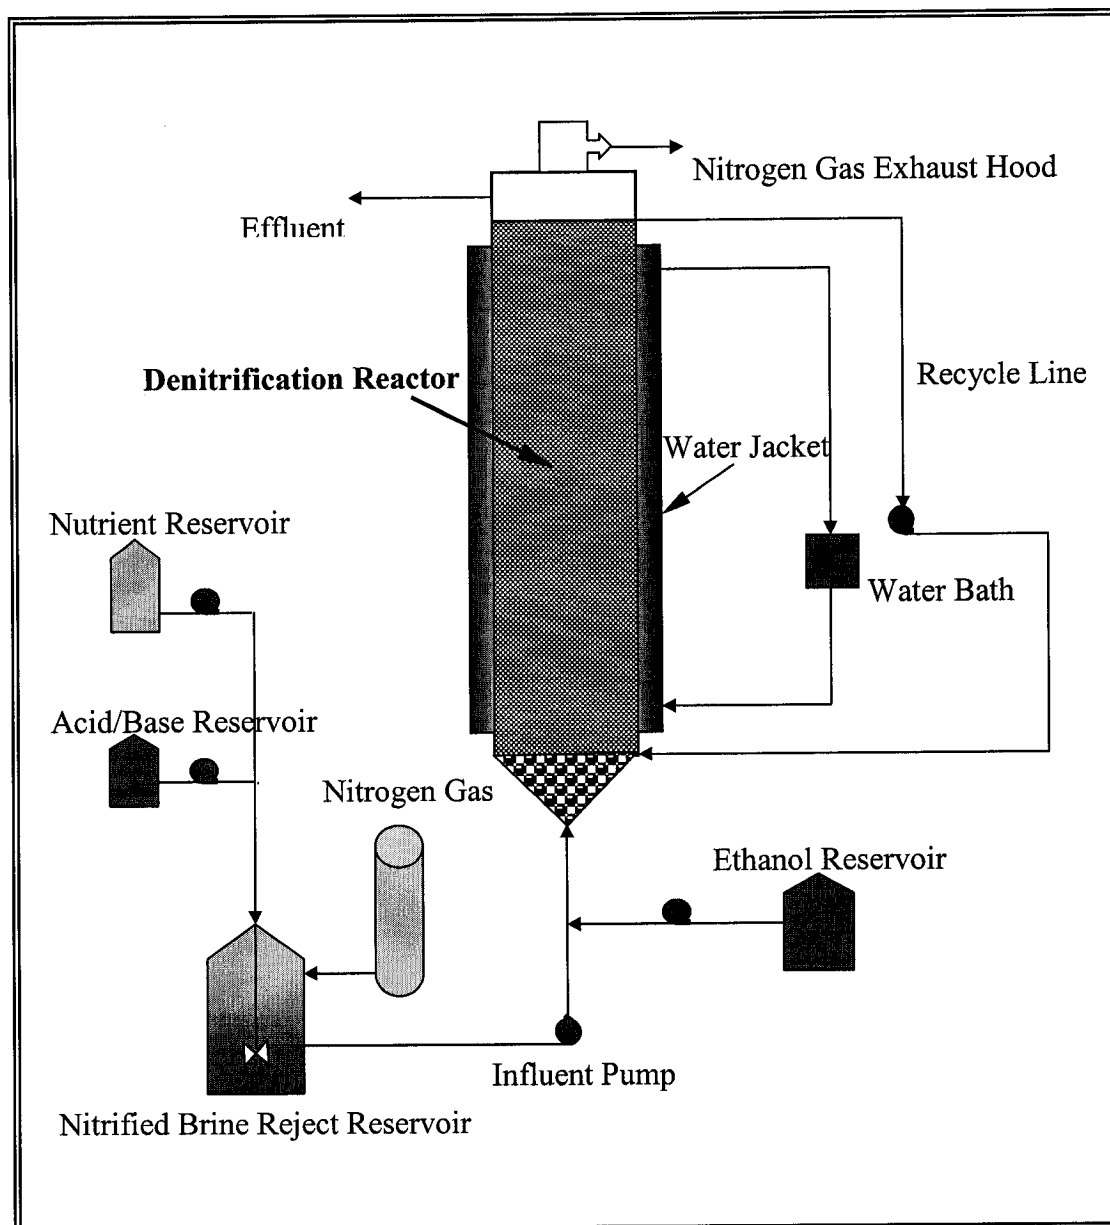 Nitrogen Gas Exhaust Hood
Effluent
Denitrification Reactor
Recycle Line
Water Jacket
Nutrient Reservoir
Water Bath
Acid/Base Reservoir
Nitrogen Gas
Ethanol Reservoir
Influent Pump
Nitrified Brine Reject Reservoir